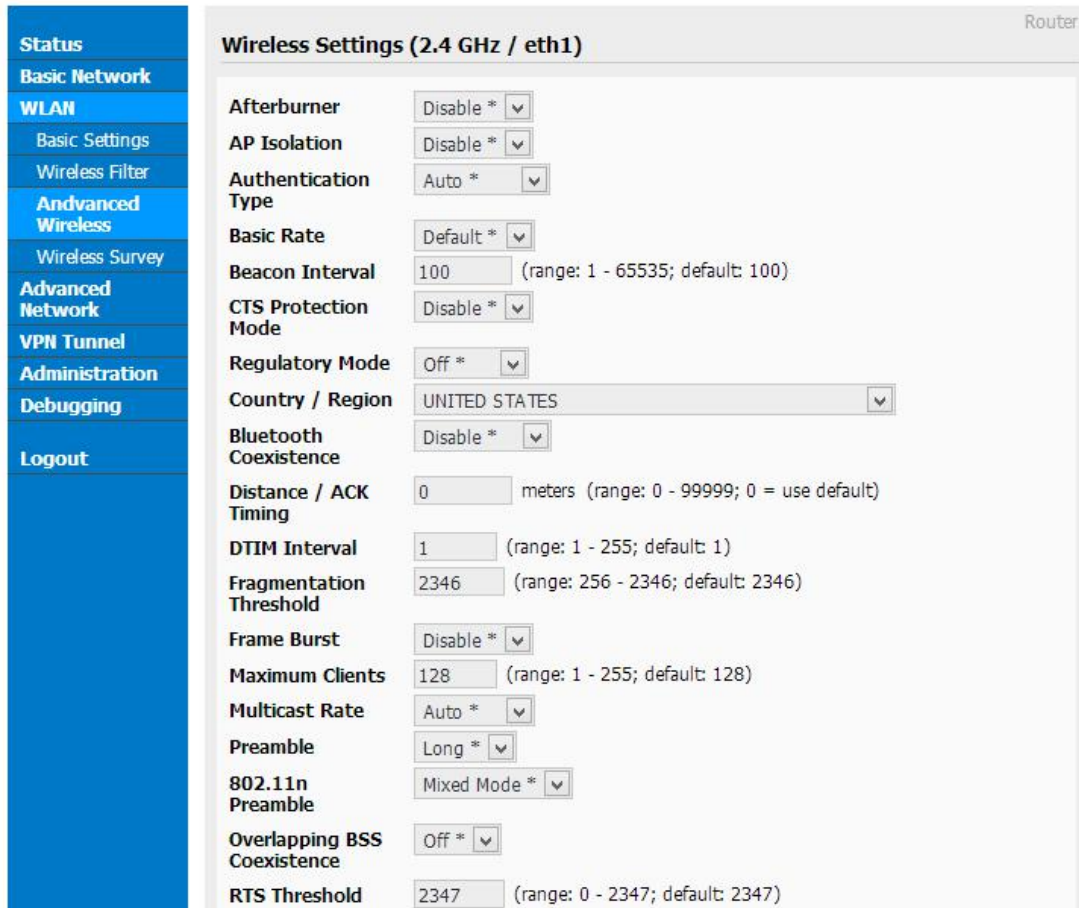 Router
Status
Basic Network
WLAN
Basic Settings
Wireless Filter
Andvanced
Wireless
Wireless Survey
Advanced
Network
VPN Tunnel
Administration
Debugging
Logout
Wireless Settings (2.4 GHz / eth1)
Afterburner Disable *
AP Isolation Disable *
Authentication
Type Auto *
Basic Rate Default *
Beacon Interval 100 (range: 1 - 65535; default: 100)
CTS Protection
Mode Disable *
Regulatory Mode Off *
Country / Region UNITED STATES
Bluetooth
Coexistence Disable *
Distance / ACK
Timing 0 meters (range: 0 - 99999; 0 = use default)
DTIM Interval 1 (range: 1 - 255; default: 1)
Fragmentation
Threshold 2346 (range: 256 - 2346; default: 2346)
Frame Burst Disable *
Maximum Clients 128 (range: 1 - 255; default: 128)
Multicast Rate Auto *
Preamble Long *
802.11n
Preamble Mixed Mode *
Overlapping BSS
Coexistence Off *
RTS Threshold 2347 (range: 0 - 2347; default: 2347)